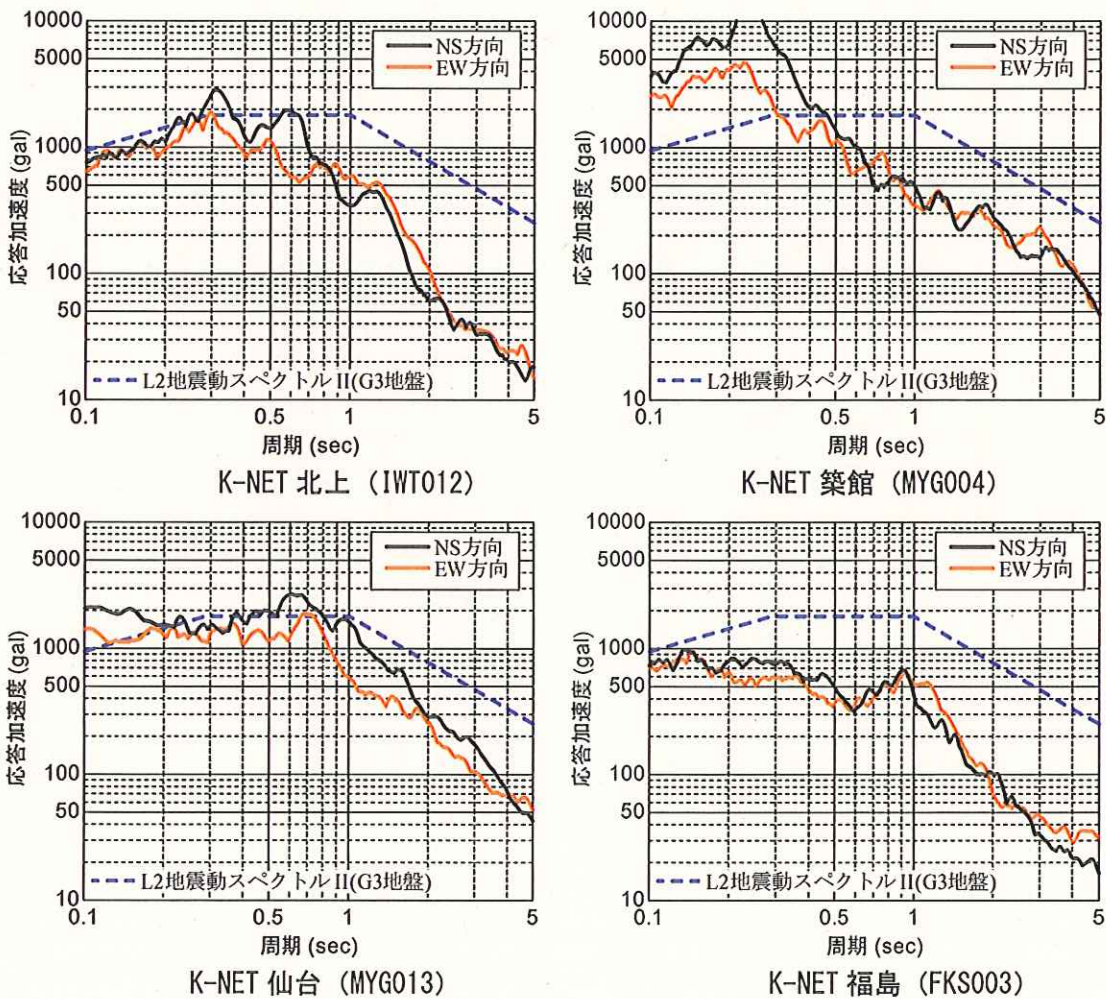 10000
5000
1000
500
100
50
10
応答加速度 (gal)
NS方向
EW方向
L2地震動スペクトルII(G3地盤)
0.1
0.5
1
5
周期 (sec)
K-NET 北上 (IWT012)
10000
5000
1000
500
100
50
10
応答加速度 (gal)
NS方向
EW方向
L2地震動スペクトルII(G3地盤)
0.1
0.5
1
5
周期 (sec)
K-NET 築館 (MYG004)
10000
5000
1000
500
100
50
10
応答加速度 (gal)
NS方向
EW方向
L2地震動スペクトルII(G3地盤)
0.1
0.5
1
5
周期 (sec)
K-NET 仙台 (MYG013)
10000
5000
1000
500
100
50
10
応答加速度 (gal)
NS方向
EW方向
L2地震動スペクトルII(G3地盤)
0.1
0.5
1
5
周期 (sec)
K-NET 福島 (FKS003)